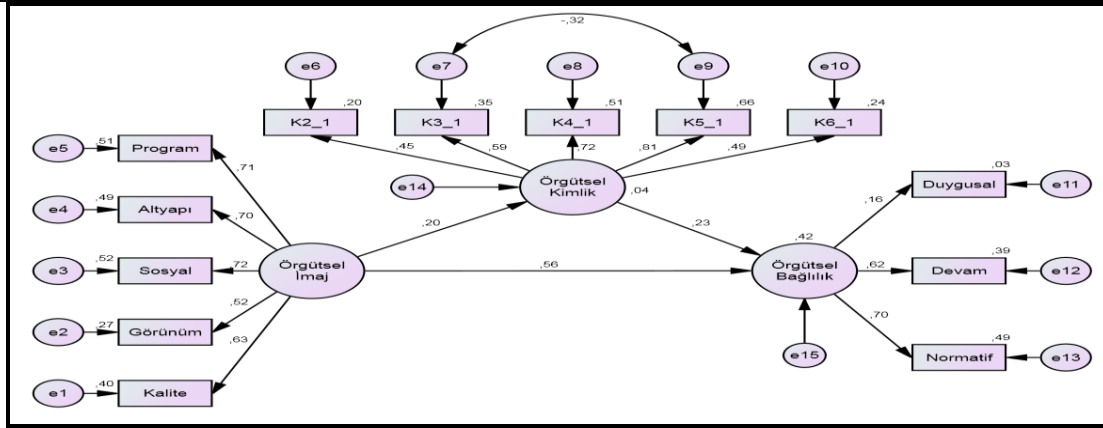 -,32
e6
e7
e8
e9
e10
,20
,35
,51
,66
,24
K2_1
K3_1
K4_1
K5_1
K6_1
,45
,59
,72
,81
,49
e5
,51
Program
,71
e4
,49
Altyapı
,70
e3
,52
Sosyal
,72
e2
,27
Görünüm
,52
e1
,40
Kalite
,63
Örgütsel
İmaj
e14
Örgütsel
Kimlik
,04
,20
,23
,56
,42
Örgütsel
Bağlılık
e15
,16
,62
,70
,03
Duygusal
e11
,39
Devam
e12
,49
Normatif
e13